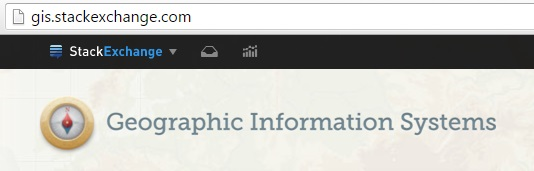 gis.stackexchange.com
StackExchange
Geographic Information Systems